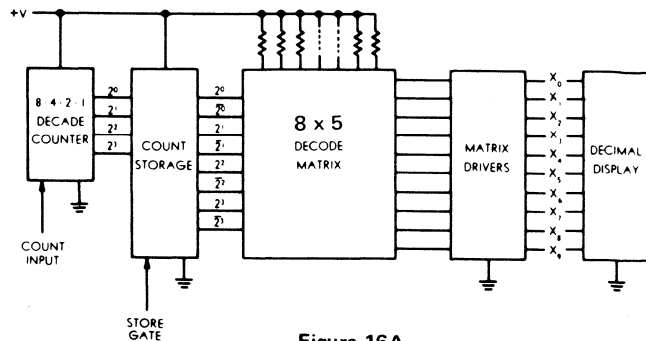 +V
8·4·2·1
DECADE
COUNTER
2⁰
2¹
2²
2³
COUNT
INPUT
COUNT
STORAGE
STORE
GATE
2⁰
2̅⁰̅
2¹
2̅¹̅
2²
2̅²̅
2³
2̅³̅
8 x 5
DECODE
MATRIX
MATRIX
DRIVERS
X₀
X₁
X₂
X₃
X₄
X₅
X₆
X₇
X₈
X₉
DECIMAL
DISPLAY
Figure 16A